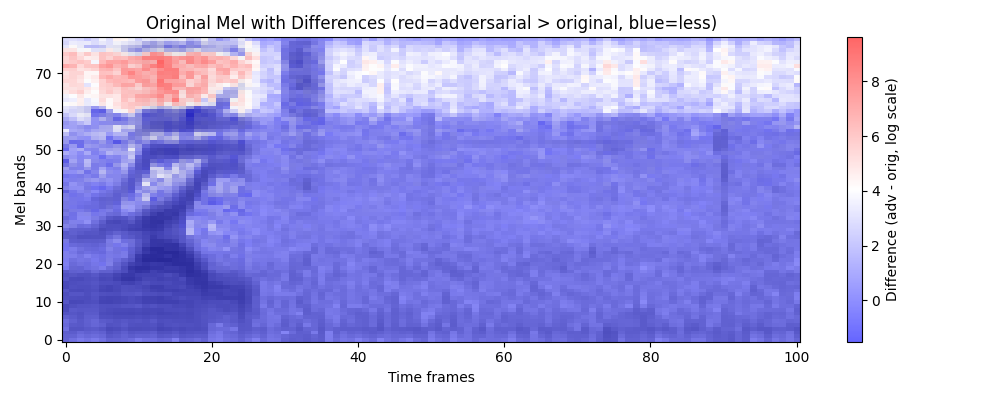 Original Mel with Differences (red=adversarial > original, blue=less)
Mel bands
70
60
50
40
30
20
10
0
0 20 40 60 80 100
Time frames
8
6
4
2
0
Difference (adv - orig, log scale)